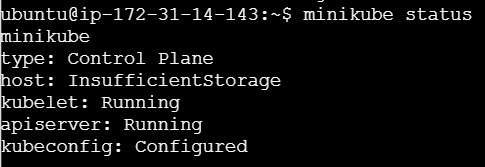 ubuntu@ip-172-31-14-143:~$ minikube status
minikube
type: Control Plane
host: InsufficientStorage
kubelet: Running
apiserver: Running
kubeconfig: Configured